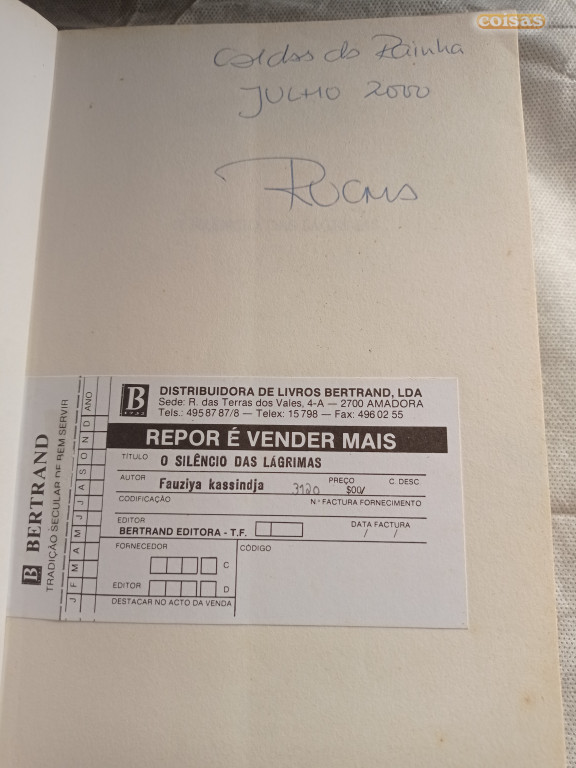 coisas
Caldas da Rainha
JULHO 2000
B BERTRAND
TRADIÇÃO SECULAR DE BEM SERVIR
J F M A M J J A S O N D ANO
B
1732
DISTRIBUIDORA DE LIVROS BERTRAND, LDA
Sede: R. das Terras dos Vales, 4-A — 2700 AMADORA
Tels.: 495 87 87/8 — Telex: 15 798 — Fax: 496 02 55
REPOR É VENDER MAIS
TÍTULO O SILÊNCIO DAS LÁGRIMAS
AUTOR Fauziya kassindja 3120 PREÇO $00/ C. DESC.
CODIFICAÇÃO N.º FACTURA FORNECIMENTO
EDITOR DATA FACTURA
BERTRAND EDITORA - T.F. / /
FORNECEDOR CÓDIGO
C
EDITOR D
DESTACAR NO ACTO DA VENDA